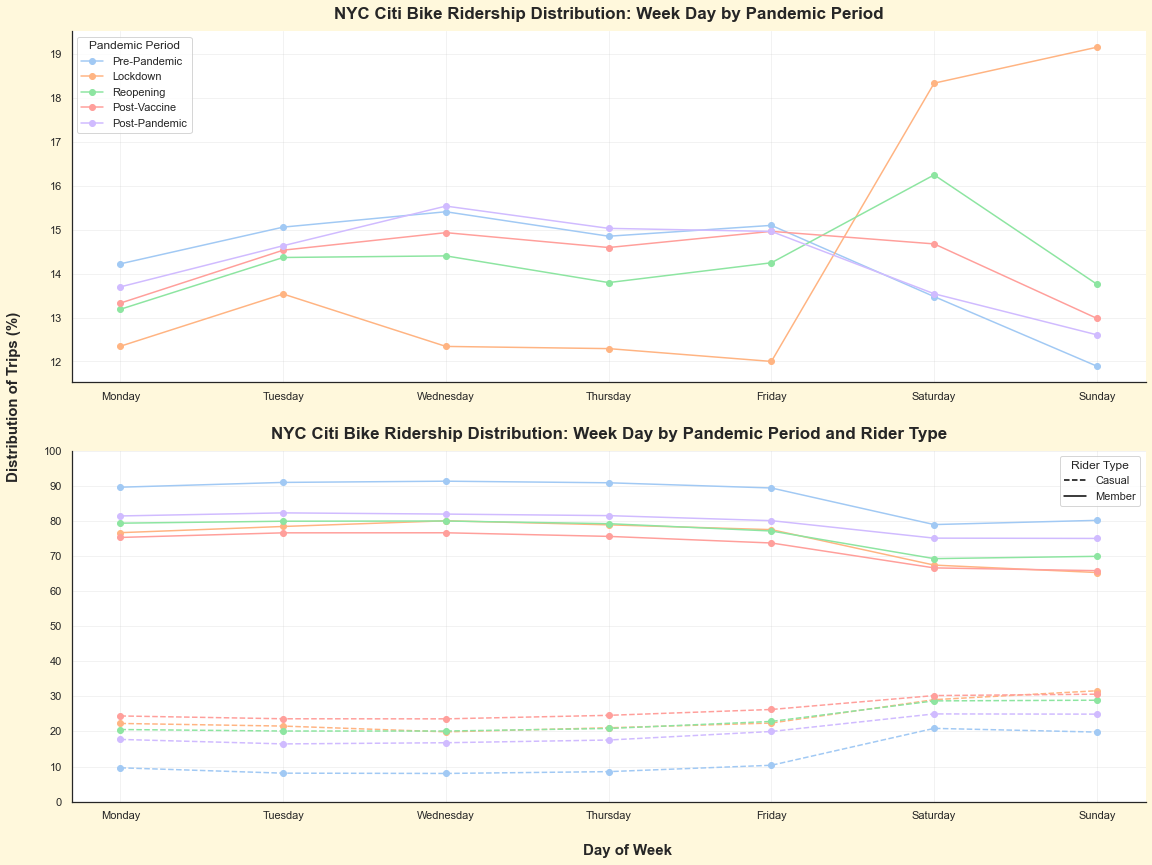 NYC Citi Bike Ridership Distribution: Week Day by Pandemic Period
Pandemic Period
Pre-Pandemic
Lockdown
Reopening
Post-Vaccine
Post-Pandemic
19
18
17
16
15
14
13
12
Monday Tuesday Wednesday Thursday Friday Saturday Sunday
Distribution of Trips (%)
NYC Citi Bike Ridership Distribution: Week Day by Pandemic Period and Rider Type
Rider Type
Casual
Member
100
90
80
70
60
50
40
30
20
10
0
Monday Tuesday Wednesday Thursday Friday Saturday Sunday
Day of Week